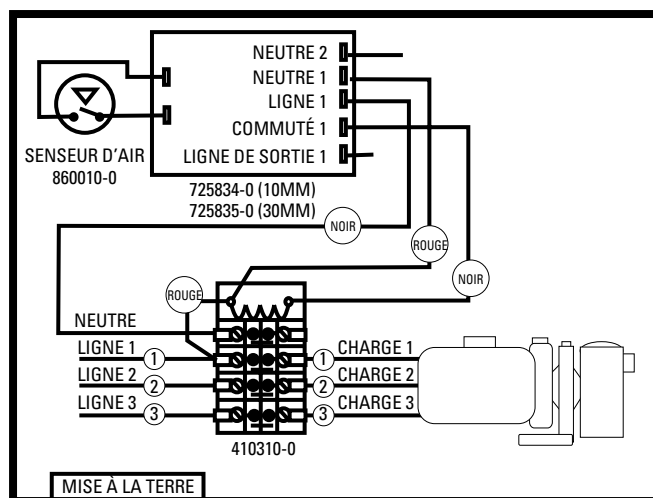 NEUTRE 2
NEUTRE 1
LIGNE 1
COMMUTÉ 1
LIGNE DE SORTIE 1
SENSEUR D'AIR
860010-0
725834-0 (10MM)
725835-0 (30MM)
NOIR
ROUGE
NOIR
ROUGE
NEUTRE
LIGNE 1
1
1
CHARGE 1
LIGNE 2
2
2
CHARGE 2
LIGNE 3
3
3
CHARGE 3
410310-0
MISE À LA TERRE